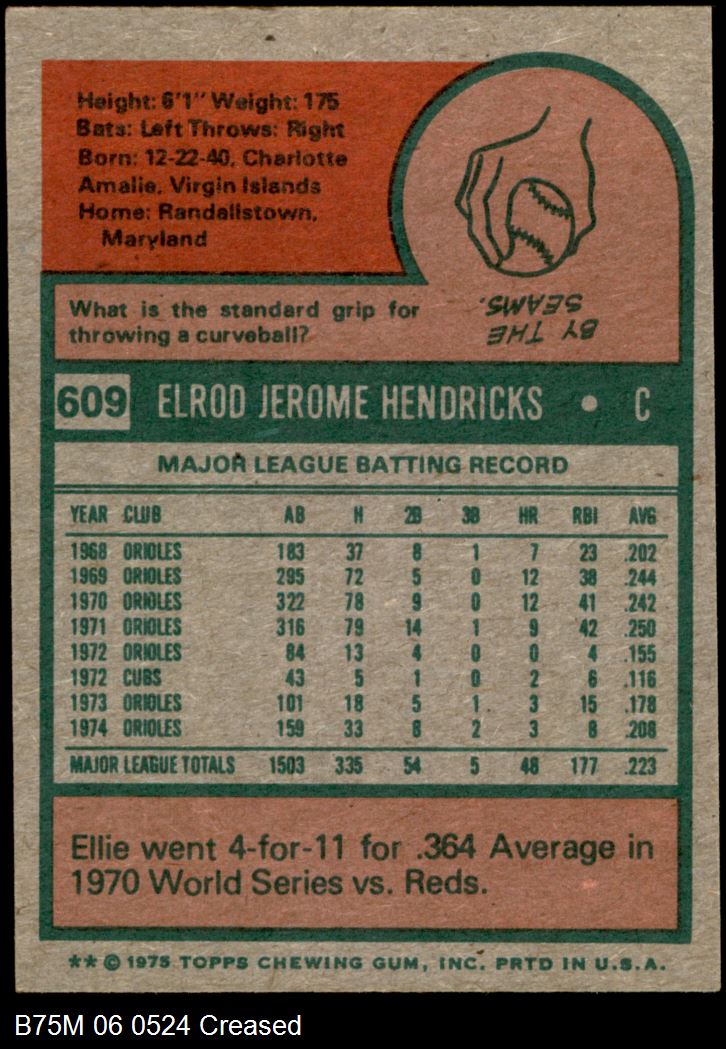 Height: 6'1" Weight: 175
Bats: Left Throws: Right
Born: 12-22-40, Charlotte
Amalie, Virgin Islands
Home: Randallstown,
Maryland
What is the standard grip for
throwing a curveball?
BY THE
SEAMS.
609 ELROD JEROME HENDRICKS • C
MAJOR LEAGUE BATTING RECORD
YEAR CLUB AB H 2B 3B HR RBI AVG
1968 ORIOLES 183 37 8 1 7 23 .202
1969 ORIOLES 295 72 5 0 12 38 .244
1970 ORIOLES 322 78 9 0 12 41 .242
1971 ORIOLES 316 79 14 1 9 42 .250
1972 ORIOLES 84 13 4 0 0 4 .155
1972 CUBS 43 5 1 0 2 6 .116
1973 ORIOLES 101 18 5 1 3 15 .178
1974 ORIOLES 159 33 8 2 3 8 .208
MAJOR LEAGUE TOTALS 1503 335 54 5 48 177 .223
Ellie went 4-for-11 for .364 Average in
1970 World Series vs. Reds.
** © 1975 TOPPS CHEWING GUM, INC. PRTD IN U.S.A.
B75M 06 0524 Creased